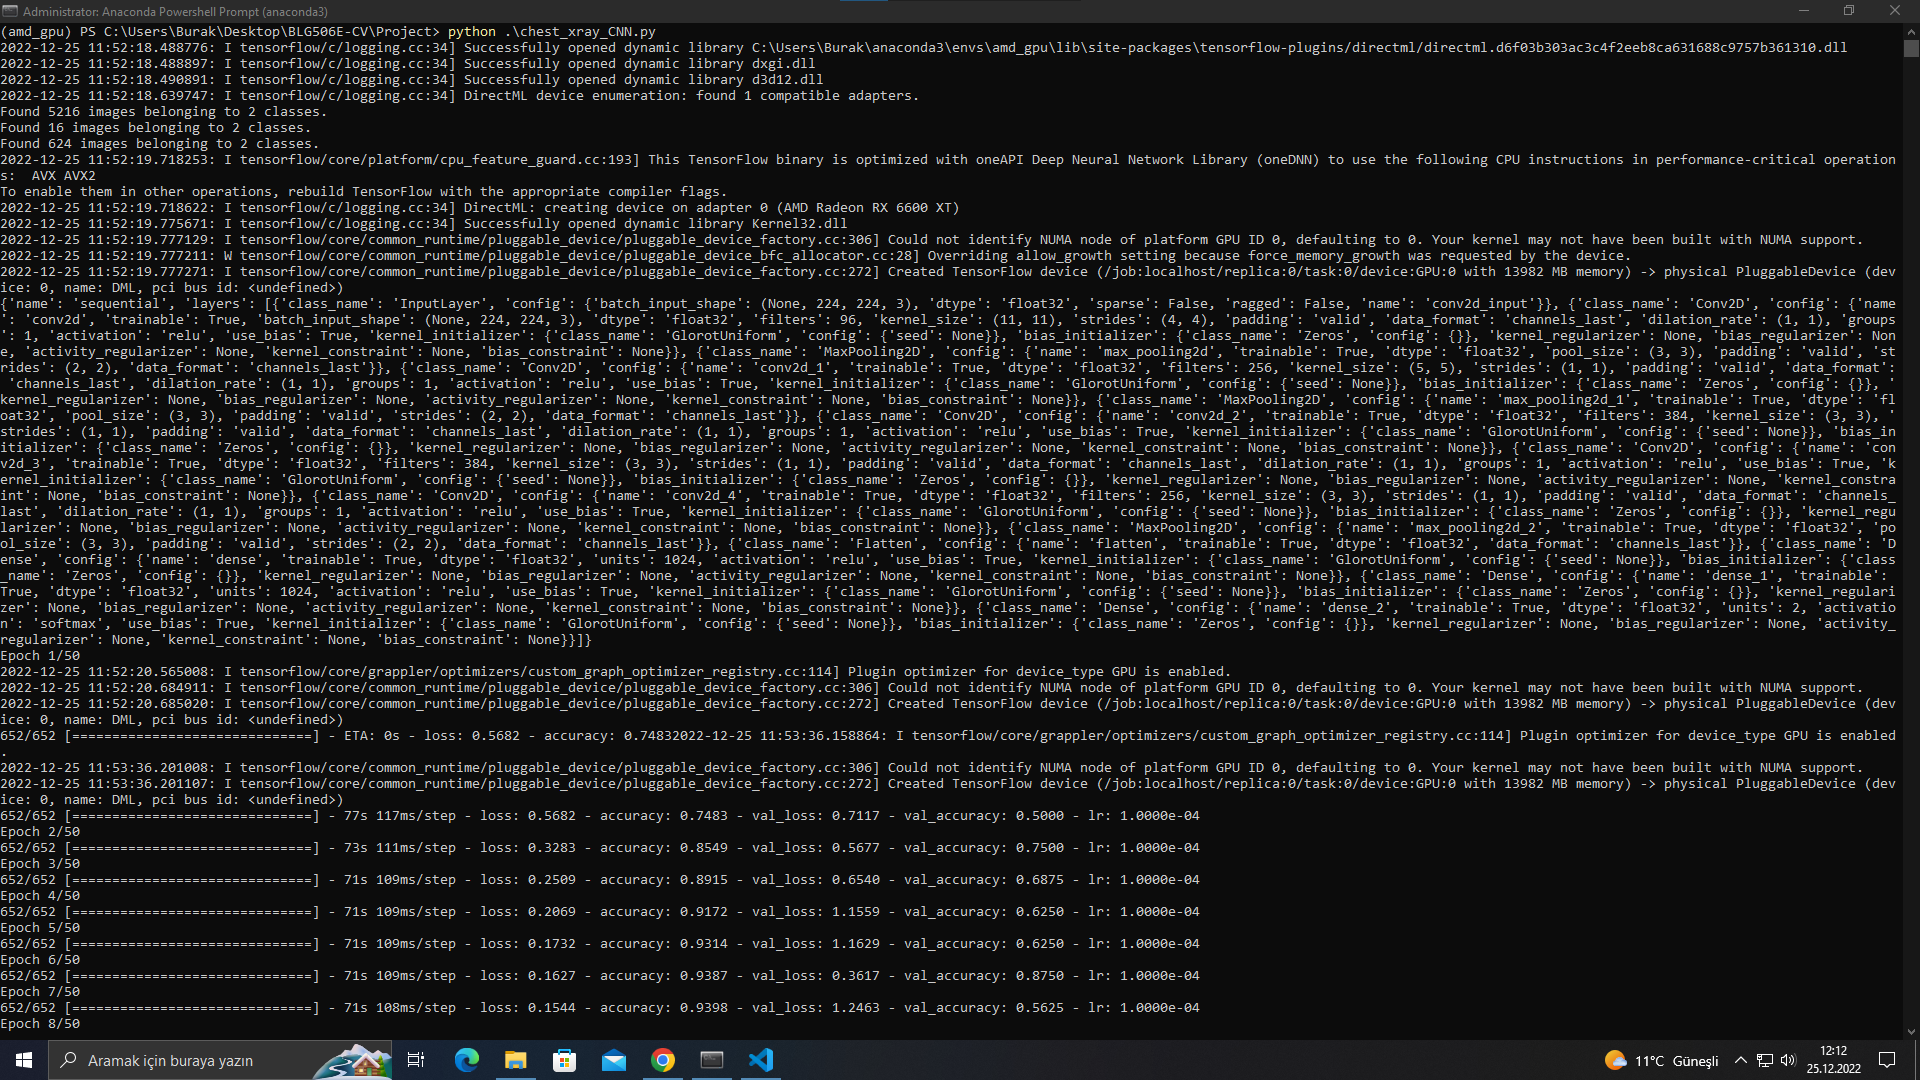 Administrator: Anaconda Powershell Prompt (anaconda3)
(amd_gpu) PS C:\Users\Burak\Desktop\BLG506E-CV\Project> python .\chest_xray_CNN.py
2022-12-25 11:52:18.488776: I tensorflow/c/logging.cc:34] Successfully opened dynamic library C:\Users\Burak\anaconda3\envs\amd_gpu\lib\site-packages\tensorflow-plugins/directml/directml.d6f03b303ac3c4f2eeb8ca631688c9757b361310.dll
2022-12-25 11:52:18.488897: I tensorflow/c/logging.cc:34] Successfully opened dynamic library dxgi.dll
2022-12-25 11:52:18.490891: I tensorflow/c/logging.cc:34] Successfully opened dynamic library d3d12.dll
2022-12-25 11:52:18.639747: I tensorflow/c/logging.cc:34] DirectML device enumeration: found 1 compatible adapters.
Found 5216 images belonging to 2 classes.
Found 16 images belonging to 2 classes.
Found 624 images belonging to 2 classes.
2022-12-25 11:52:19.718253: I tensorflow/core/platform/cpu_feature_guard.cc:193] This TensorFlow binary is optimized with oneAPI Deep Neural Network Library (oneDNN) to use the following CPU instructions in performance-critical operation
s:  AVX AVX2
To enable them in other operations, rebuild TensorFlow with the appropriate compiler flags.
2022-12-25 11:52:19.718622: I tensorflow/c/logging.cc:34] DirectML: creating device on adapter 0 (AMD Radeon RX 6600 XT)
2022-12-25 11:52:19.775671: I tensorflow/c/logging.cc:34] Successfully opened dynamic library Kernel32.dll
2022-12-25 11:52:19.777129: I tensorflow/core/common_runtime/pluggable_device/pluggable_device_factory.cc:306] Could not identify NUMA node of platform GPU ID 0, defaulting to 0. Your kernel may not have been built with NUMA support.
2022-12-25 11:52:19.777211: W tensorflow/core/common_runtime/pluggable_device/pluggable_device_bfc_allocator.cc:28] Overriding allow_growth setting because force_memory_growth was requested by the device.
2022-12-25 11:52:19.777271: I tensorflow/core/common_runtime/pluggable_device/pluggable_device_factory.cc:272] Created TensorFlow device (/job:localhost/replica:0/task:0/device:GPU:0 with 13982 MB memory) -> physical PluggableDevice (dev
ice: 0, name: DML, pci bus id: <undefined>)
{'name': 'sequential', 'layers': [{'class_name': 'InputLayer', 'config': {'batch_input_shape': (None, 224, 224, 3), 'dtype': 'float32', 'sparse': False, 'ragged': False, 'name': 'conv2d_input'}}, {'class_name': 'Conv2D', 'config': {'name
': 'conv2d', 'trainable': True, 'batch_input_shape': (None, 224, 224, 3), 'dtype': 'float32', 'filters': 96, 'kernel_size': (11, 11), 'strides': (4, 4), 'padding': 'valid', 'data_format': 'channels_last', 'dilation_rate': (1, 1), 'groups
': 1, 'activation': 'relu', 'use_bias': True, 'kernel_initializer': {'class_name': 'GlorotUniform', 'config': {'seed': None}}, 'bias_initializer': {'class_name': 'Zeros', 'config': {}}, 'kernel_regularizer': None, 'bias_regularizer': Non
e, 'activity_regularizer': None, 'kernel_constraint': None, 'bias_constraint': None}}, {'class_name': 'MaxPooling2D', 'config': {'name': 'max_pooling2d', 'trainable': True, 'dtype': 'float32', 'pool_size': (3, 3), 'padding': 'valid', 'st
rides': (2, 2), 'data_format': 'channels_last'}}, {'class_name': 'Conv2D', 'config': {'name': 'conv2d_1', 'trainable': True, 'dtype': 'float32', 'filters': 256, 'kernel_size': (5, 5), 'strides': (1, 1), 'padding': 'valid', 'data_format':
 'channels_last', 'dilation_rate': (1, 1), 'groups': 1, 'activation': 'relu', 'use_bias': True, 'kernel_initializer': {'class_name': 'GlorotUniform', 'config': {'seed': None}}, 'bias_initializer': {'class_name': 'Zeros', 'config': {}}, '
kernel_regularizer': None, 'bias_regularizer': None, 'activity_regularizer': None, 'kernel_constraint': None, 'bias_constraint': None}}, {'class_name': 'MaxPooling2D', 'config': {'name': 'max_pooling2d_1', 'trainable': True, 'dtype': 'fl
oat32', 'pool_size': (3, 3), 'padding': 'valid', 'strides': (2, 2), 'data_format': 'channels_last'}}, {'class_name': 'Conv2D', 'config': {'name': 'conv2d_2', 'trainable': True, 'dtype': 'float32', 'filters': 384, 'kernel_size': (3, 3), '
strides': (1, 1), 'padding': 'valid', 'data_format': 'channels_last', 'dilation_rate': (1, 1), 'groups': 1, 'activation': 'relu', 'use_bias': True, 'kernel_initializer': {'class_name': 'GlorotUniform', 'config': {'seed': None}}, 'bias_in
itializer': {'class_name': 'Zeros', 'config': {}}, 'kernel_regularizer': None, 'bias_regularizer': None, 'activity_regularizer': None, 'kernel_constraint': None, 'bias_constraint': None}}, {'class_name': 'Conv2D', 'config': {'name': 'con
v2d_3', 'trainable': True, 'dtype': 'float32', 'filters': 384, 'kernel_size': (3, 3), 'strides': (1, 1), 'padding': 'valid', 'data_format': 'channels_last', 'dilation_rate': (1, 1), 'groups': 1, 'activation': 'relu', 'use_bias': True, 'k
ernel_initializer': {'class_name': 'GlorotUniform', 'config': {'seed': None}}, 'bias_initializer': {'class_name': 'Zeros', 'config': {}}, 'kernel_regularizer': None, 'bias_regularizer': None, 'activity_regularizer': None, 'kernel_constra
int': None, 'bias_constraint': None}}, {'class_name': 'Conv2D', 'config': {'name': 'conv2d_4', 'trainable': True, 'dtype': 'float32', 'filters': 256, 'kernel_size': (3, 3), 'strides': (1, 1), 'padding': 'valid', 'data_format': 'channels_
last', 'dilation_rate': (1, 1), 'groups': 1, 'activation': 'relu', 'use_bias': True, 'kernel_initializer': {'class_name': 'GlorotUniform', 'config': {'seed': None}}, 'bias_initializer': {'class_name': 'Zeros', 'config': {}}, 'kernel_regu
larizer': None, 'bias_regularizer': None, 'activity_regularizer': None, 'kernel_constraint': None, 'bias_constraint': None}}, {'class_name': 'MaxPooling2D', 'config': {'name': 'max_pooling2d_2', 'trainable': True, 'dtype': 'float32', 'po
ol_size': (3, 3), 'padding': 'valid', 'strides': (2, 2), 'data_format': 'channels_last'}}, {'class_name': 'Flatten', 'config': {'name': 'flatten', 'trainable': True, 'dtype': 'float32', 'data_format': 'channels_last'}}, {'class_name': 'D
ense', 'config': {'name': 'dense', 'trainable': True, 'dtype': 'float32', 'units': 1024, 'activation': 'relu', 'use_bias': True, 'kernel_initializer': {'class_name': 'GlorotUniform', 'config': {'seed': None}}, 'bias_initializer': {'class
_name': 'Zeros', 'config': {}}, 'kernel_regularizer': None, 'bias_regularizer': None, 'activity_regularizer': None, 'kernel_constraint': None, 'bias_constraint': None}}, {'class_name': 'Dense', 'config': {'name': 'dense_1', 'trainable': 
True, 'dtype': 'float32', 'units': 1024, 'activation': 'relu', 'use_bias': True, 'kernel_initializer': {'class_name': 'GlorotUniform', 'config': {'seed': None}}, 'bias_initializer': {'class_name': 'Zeros', 'config': {}}, 'kernel_regulari
zer': None, 'bias_regularizer': None, 'activity_regularizer': None, 'kernel_constraint': None, 'bias_constraint': None}}, {'class_name': 'Dense', 'config': {'name': 'dense_2', 'trainable': True, 'dtype': 'float32', 'units': 2, 'activatio
n': 'softmax', 'use_bias': True, 'kernel_initializer': {'class_name': 'GlorotUniform', 'config': {'seed': None}}, 'bias_initializer': {'class_name': 'Zeros', 'config': {}}, 'kernel_regularizer': None, 'bias_regularizer': None, 'activity_
regularizer': None, 'kernel_constraint': None, 'bias_constraint': None}}]}
Epoch 1/50
2022-12-25 11:52:20.565008: I tensorflow/core/grappler/optimizers/custom_graph_optimizer_registry.cc:114] Plugin optimizer for device_type GPU is enabled.
2022-12-25 11:52:20.684911: I tensorflow/core/common_runtime/pluggable_device/pluggable_device_factory.cc:306] Could not identify NUMA node of platform GPU ID 0, defaulting to 0. Your kernel may not have been built with NUMA support.
2022-12-25 11:52:20.685020: I tensorflow/core/common_runtime/pluggable_device/pluggable_device_factory.cc:272] Created TensorFlow device (/job:localhost/replica:0/task:0/device:GPU:0 with 13982 MB memory) -> physical PluggableDevice (dev
ice: 0, name: DML, pci bus id: <undefined>)
652/652 [==============================] - ETA: 0s - loss: 0.5682 - accuracy: 0.74832022-12-25 11:53:36.158864: I tensorflow/core/grappler/optimizers/custom_graph_optimizer_registry.cc:114] Plugin optimizer for device_type GPU is enabled
.
2022-12-25 11:53:36.201008: I tensorflow/core/common_runtime/pluggable_device/pluggable_device_factory.cc:306] Could not identify NUMA node of platform GPU ID 0, defaulting to 0. Your kernel may not have been built with NUMA support.
2022-12-25 11:53:36.201107: I tensorflow/core/common_runtime/pluggable_device/pluggable_device_factory.cc:272] Created TensorFlow device (/job:localhost/replica:0/task:0/device:GPU:0 with 13982 MB memory) -> physical PluggableDevice (dev
ice: 0, name: DML, pci bus id: <undefined>)
652/652 [==============================] - 77s 117ms/step - loss: 0.5682 - accuracy: 0.7483 - val_loss: 0.7117 - val_accuracy: 0.5000 - lr: 1.0000e-04
Epoch 2/50
652/652 [==============================] - 73s 111ms/step - loss: 0.3283 - accuracy: 0.8549 - val_loss: 0.5677 - val_accuracy: 0.7500 - lr: 1.0000e-04
Epoch 3/50
652/652 [==============================] - 71s 109ms/step - loss: 0.2509 - accuracy: 0.8915 - val_loss: 0.6540 - val_accuracy: 0.6875 - lr: 1.0000e-04
Epoch 4/50
652/652 [==============================] - 71s 109ms/step - loss: 0.2069 - accuracy: 0.9172 - val_loss: 1.1559 - val_accuracy: 0.6250 - lr: 1.0000e-04
Epoch 5/50
652/652 [==============================] - 71s 109ms/step - loss: 0.1732 - accuracy: 0.9314 - val_loss: 1.1629 - val_accuracy: 0.6250 - lr: 1.0000e-04
Epoch 6/50
652/652 [==============================] - 71s 109ms/step - loss: 0.1627 - accuracy: 0.9387 - val_loss: 0.3617 - val_accuracy: 0.8750 - lr: 1.0000e-04
Epoch 7/50
652/652 [==============================] - 71s 108ms/step - loss: 0.1544 - accuracy: 0.9398 - val_loss: 1.2463 - val_accuracy: 0.5625 - lr: 1.0000e-04
Epoch 8/50
Aramak için buraya yazın
11°C Güneşli
12:12
25.12.2022